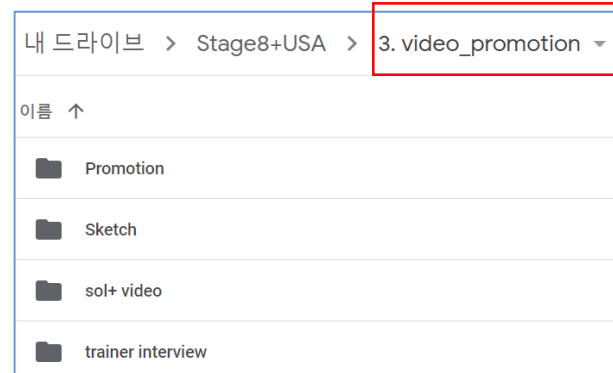 내 드라이브 > Stage8+USA > 3. video_promotion
이름 ↑
Promotion
Sketch
sol+ video
trainer interview